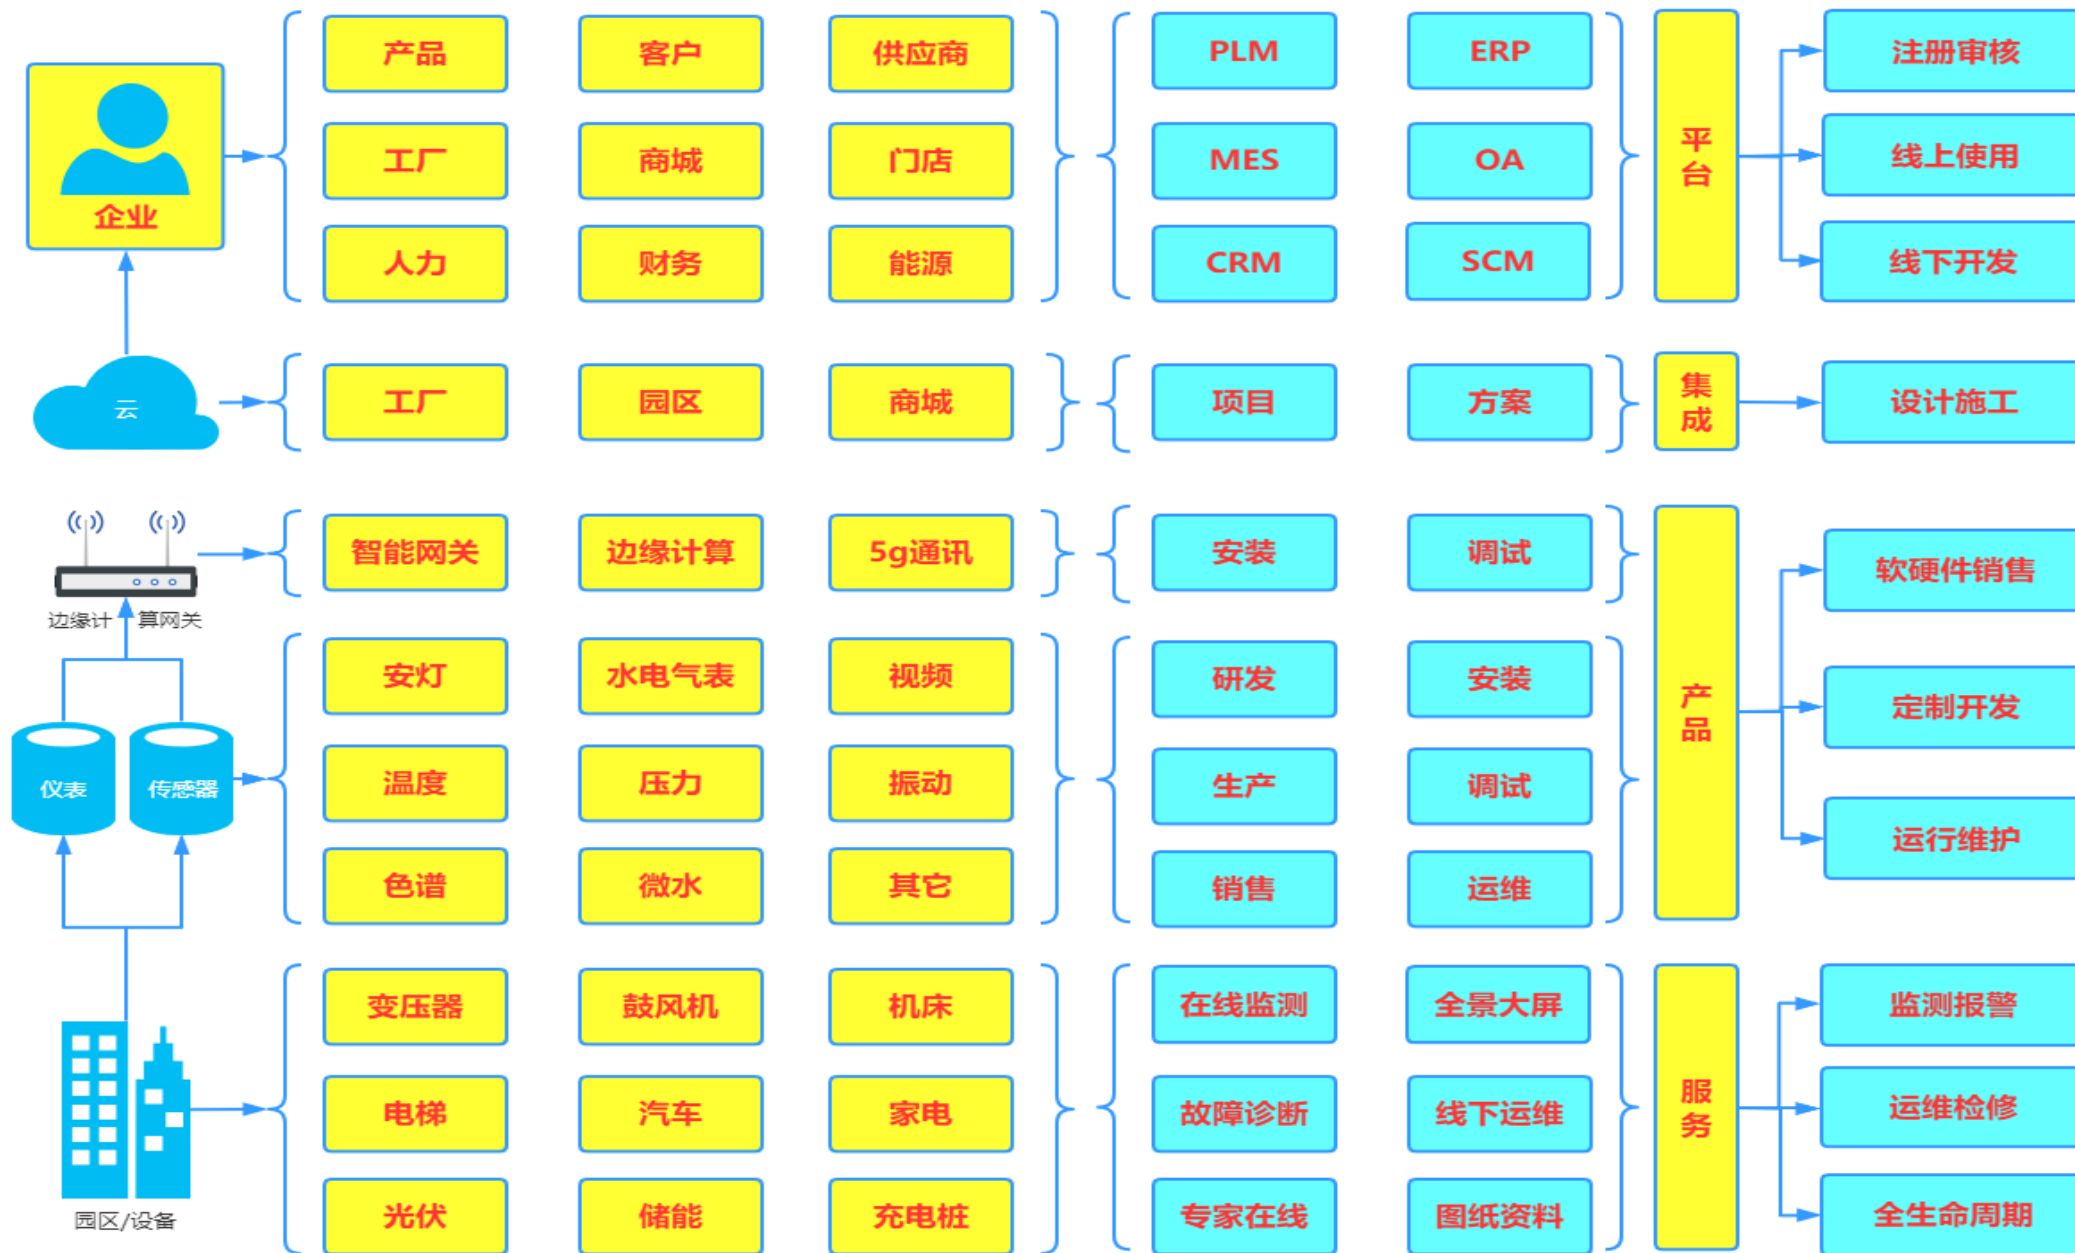 产品 客户 供应商 PLM ERP 注册审核
企业
工厂 商城 门店 MES OA 平台 线上使用
人力 财务 能源 CRM SCM 线下开发
云 工厂 园区 商城 项目 方案 集成 设计施工
智能网关 边缘计算 5g通讯 安装 调试 软硬件销售
边缘计 算网关
安灯 水电气表 视频 研发 安装 产品 定制开发
仪表 传感器 温度 压力 振动 生产 调试 运行维护
色谱 微水 其它 销售 运维
变压器 鼓风机 机床 在线监测 全景大屏 监测报警
电梯 汽车 家电 故障诊断 线下运维 服务 运维检修
光伏 储能 充电桩 专家在线 图纸资料 全生命周期
园区/设备